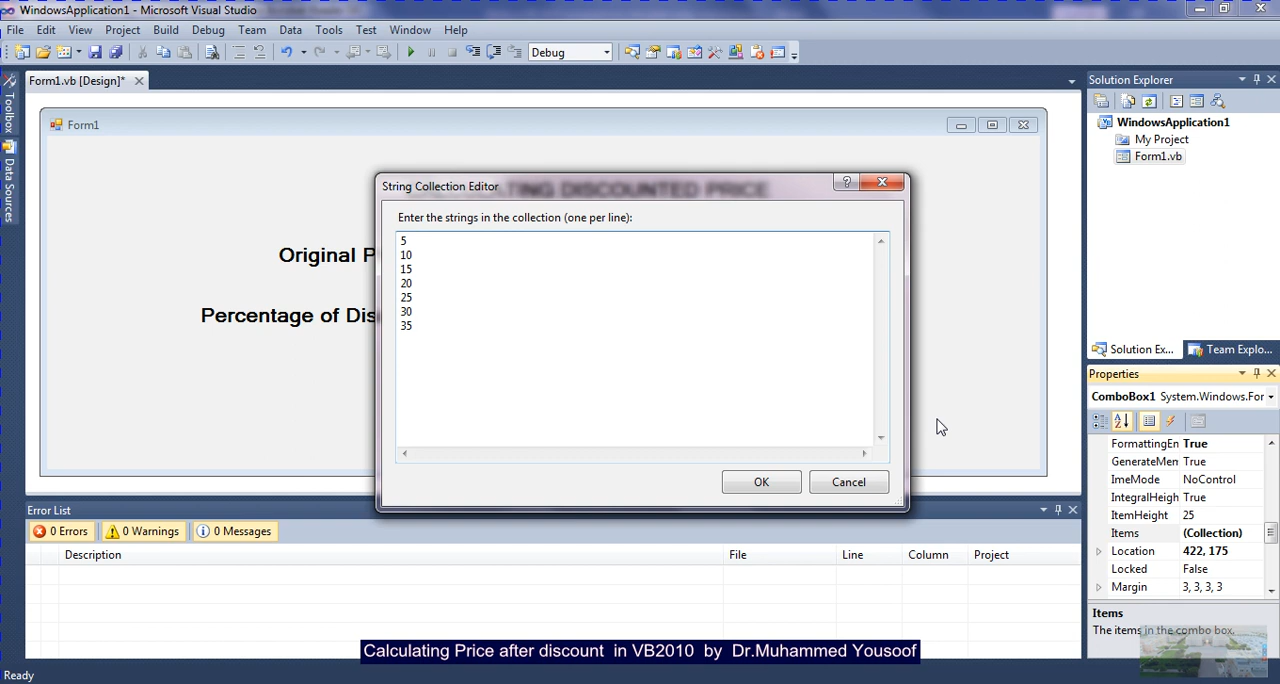 WindowsApplication1 - Microsoft Visual Studio
File Edit View Project Build Debug Team Data Tools Test Window Help
Debug
Form1.vb [Design]*
Toolbox
Data Sources
Form1
CALCULATING DISCOUNTED PRICE
Original P
Percentage of Dis
String Collection Editor
Enter the strings in the collection (one per line):
5
10
15
20
25
30
35
OK Cancel
Solution Explorer
WindowsApplication1
My Project
Form1.vb
Solution Ex... Team Explo...
Properties
ComboBox1 System.Windows.For
FormattingEn True
GenerateMen True
ImeMode NoControl
IntegralHeigh True
ItemHeight 25
Items (Collection)
Location 422, 175
Locked False
Margin 3, 3, 3, 3
Items
The items in the combo box.
Error List
0 Errors 0 Warnings 0 Messages
Description File Line Column Project
Calculating Price after discount in VB2010 by Dr.Muhammed Yousoof
Ready